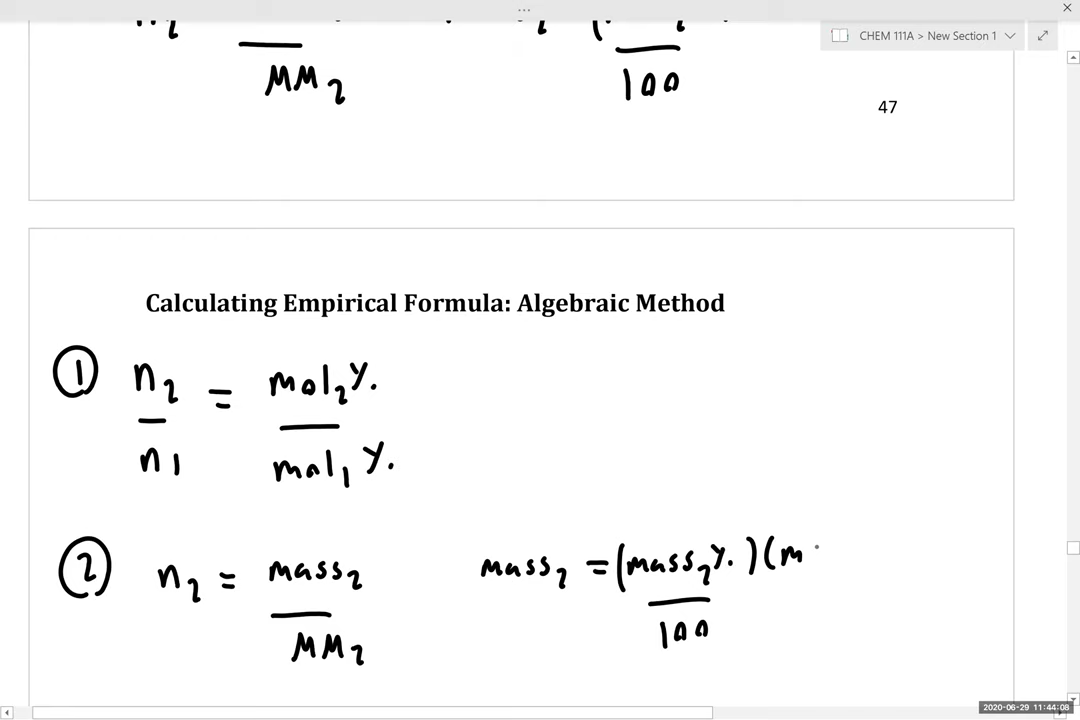 CHEM 111A > New Section 1
MM₂
100
47
Calculating Empirical Formula: Algebraic Method
① n₂ = mol₂ %.
n1 mol₁ %.
② n₂ = mass₂ mass₂ = (mass₂ %.) (m
MM₂ 100
2020-06-29 11:44:08